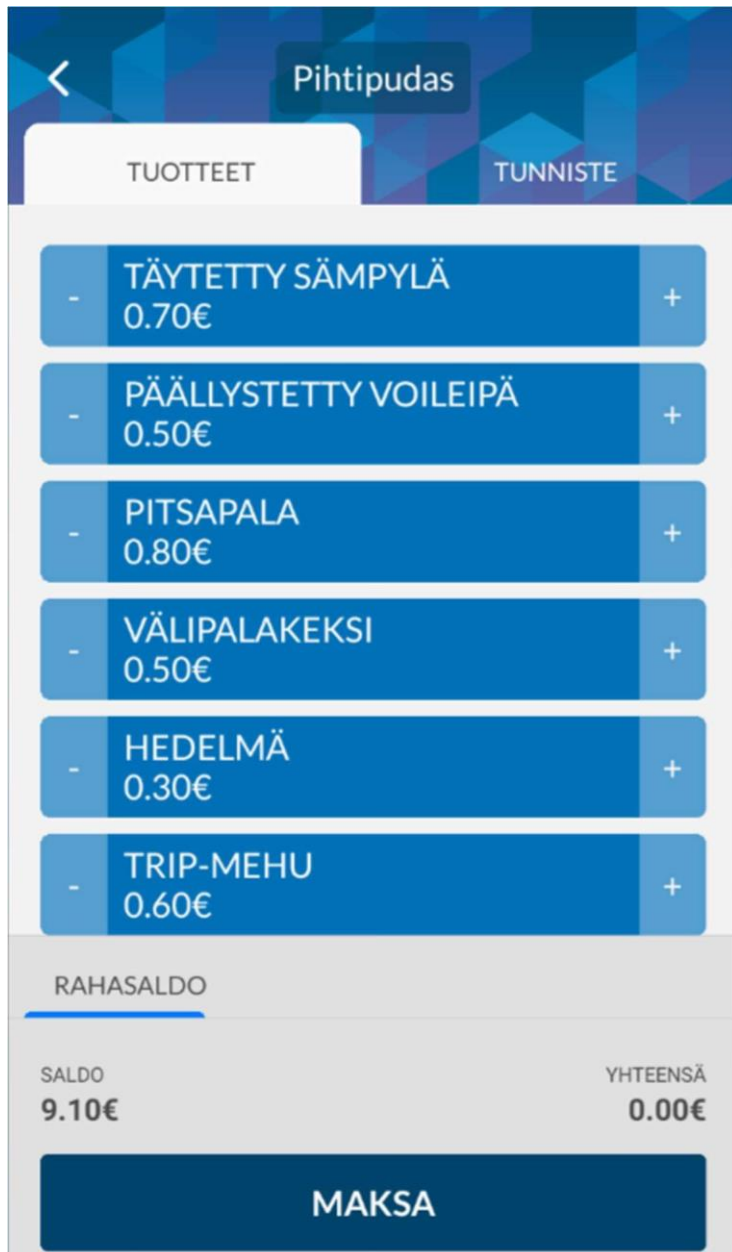 Pihtipudas
TUOTTEET TUNNISTE
TÄYTETTY SÄMPYLÄ
- +
0.70€
PÄÄLLYSTETTY VOILEIPÄ
- +
0.50€
PITSAPALA
- +
0.80€
VÄLIPALAKEKSI
- +
0.50€
HEDELMÄ
- +
0.30€
TRIP-MEHU
- +
0.60€
RAHASALDO
SALDO YHTEENSÄ
9.10€ 0.00€
MAKSA